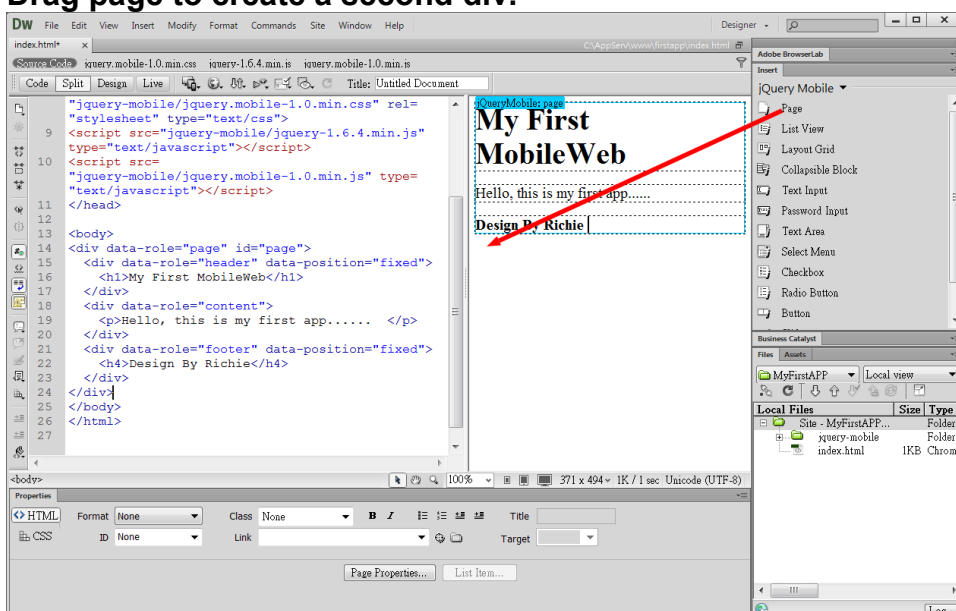 Drag page to create a second div.
DW File Edit View Insert Modify Format Commands Site Window Help Designer
index.html* x C:\AppServ\www\firstapp\index.html
Source Code jquery.mobile-1.0.min.css jquery-1.6.4.min.js jquery.mobile-1.0.min.js
Code Split Design Live Title: Untitled Document
"jquery-mobile/jquery.mobile-1.0.min.css" rel=
"stylesheet" type="text/css">
9 <script src="jquery-mobile/jquery-1.6.4.min.js"
type="text/javascript"></script>
10 <script src=
"jquery-mobile/jquery.mobile-1.0.min.js" type=
"text/javascript"></script>
11 </head>
12
13 <body>
14 <div data-role="page" id="page">
15 <div data-role="header" data-position="fixed">
16 <h1>My First MobileWeb</h1>
17 </div>
18 <div data-role="content">
19 <p>Hello, this is my first app...... </p>
20 </div>
21 <div data-role="footer" data-position="fixed">
22 <h4>Design By Richie</h4>
23 </div>
24 </div>
25 </body>
26 </html>
27
jQueryMobile: page
My First
MobileWeb
Hello, this is my first app......
Design By Richie
<body> 100% 371 x 494 1K / 1 sec Unicode (UTF-8)
Properties
<> HTML Format None Class None B I Title
CSS ID None Link Target
Page Properties... List Item...
Adobe BrowserLab
Insert
jQuery Mobile
Page
List View
Layout Grid
Collapsible Block
Text Input
Password Input
Text Area
Select Menu
Checkbox
Radio Button
Button
Business Catalyst
Files Assets
MyFirstAPP Local view
Local Files Size Type
Site - MyFirstAPP... Folder
jquery-mobile Folder
index.html 1KB Chrom
Log...